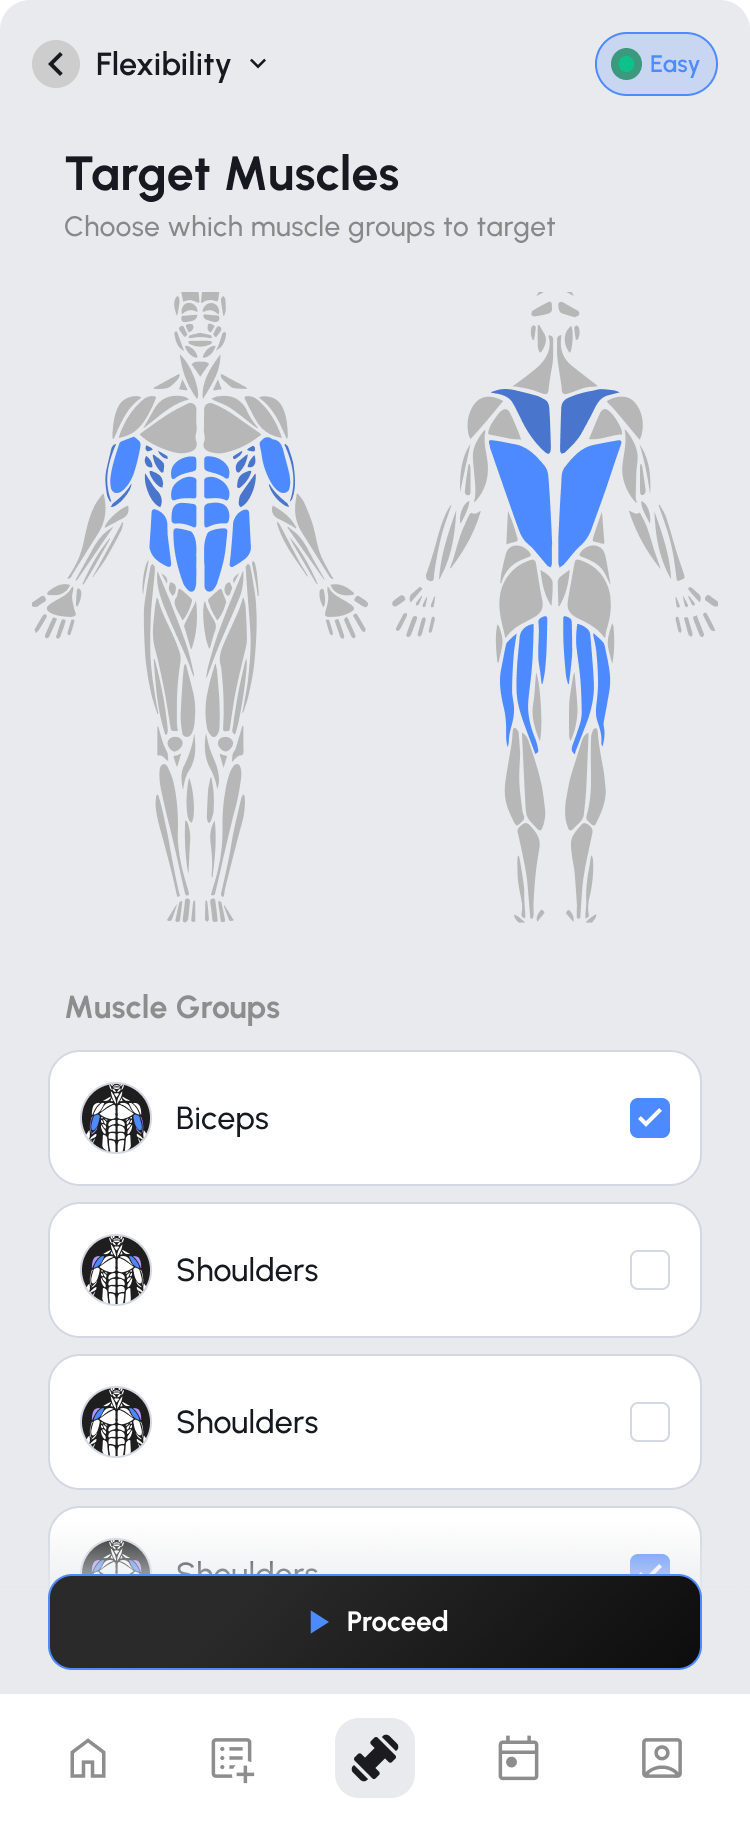 Flexibility
Easy
Target Muscles
Choose which muscle groups to target
Muscle Groups
Biceps
Shoulders
Shoulders
Shoulders
Proceed